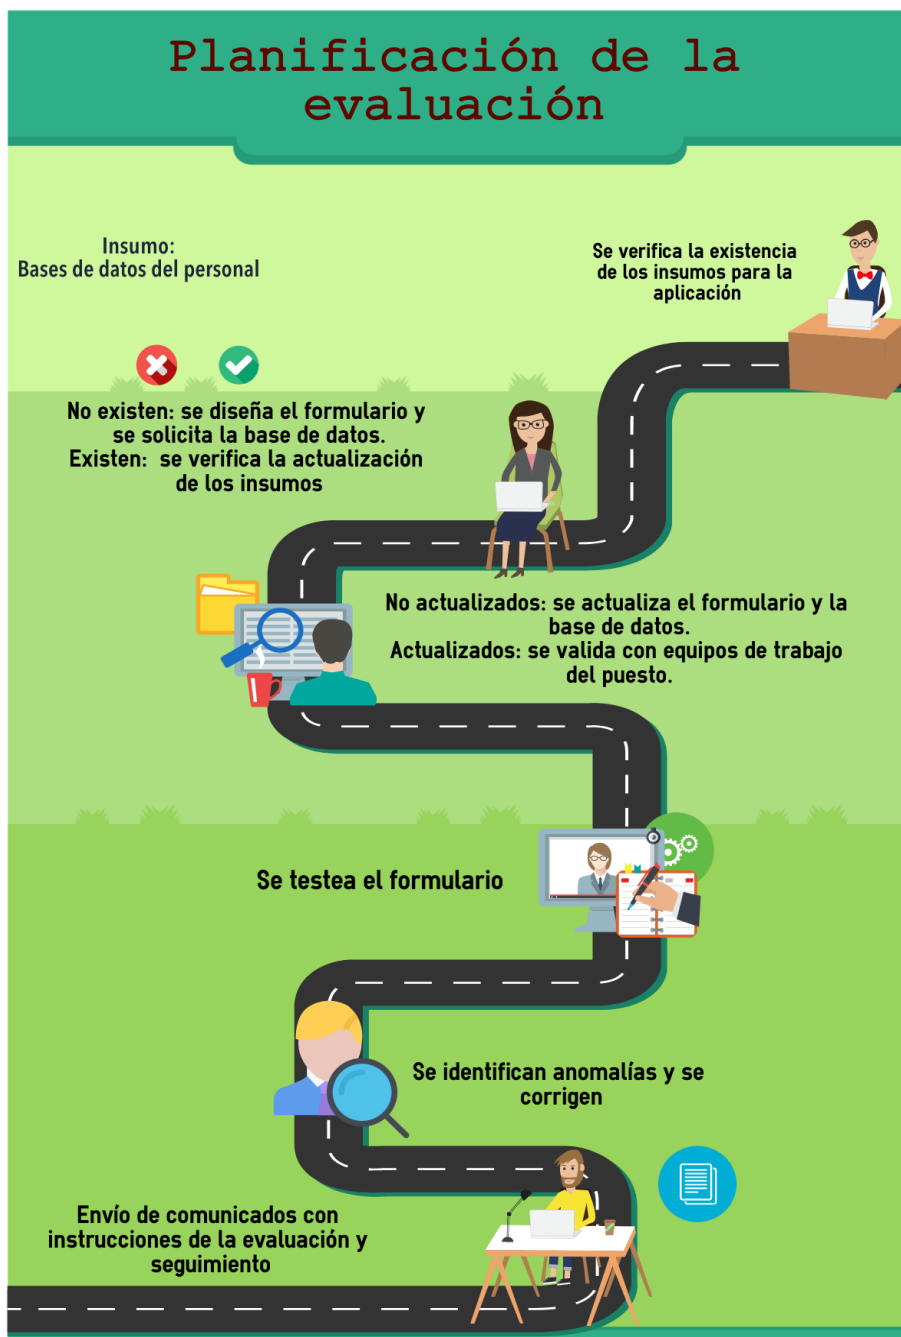 Planificación de la
evaluación
Insumo:
Bases de datos del personal
Se verifica la existencia
de los insumos para la
aplicación
No existen: se diseña el formulario y
se solicita la base de datos.
Existen: se verifica la actualización
de los insumos
No actualizados: se actualiza el formulario y la
base de datos.
Actualizados: se valida con equipos de trabajo
del puesto.
Se testea el formulario
Se identifican anomalías y se
corrigen
Envío de comunicados con
instrucciones de la evaluación y
seguimiento